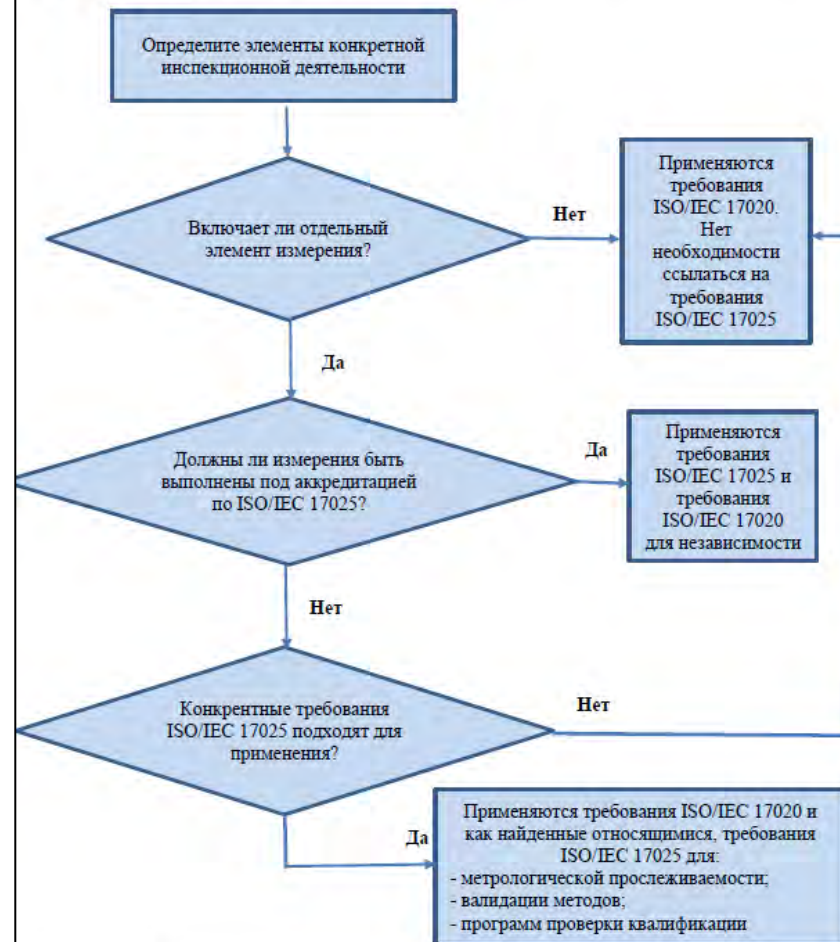 Определите элементы конкретной
инспекционной деятельности
Включает ли отдельный
элемент измерения?
Нет
Применяются
требования
ISO/IEC 17020.
Нет
необходимости
ссылаться на
требования
ISO/IEC 17025
Да
Должны ли измерения быть
выполнены под аккредитацией
по ISO/IEC 17025?
Да
Применяются
требования
ISO/IEC 17025 и
требования
ISO/IEC 17020
для независимости
Нет
Конкрентные требования
ISO/IEC 17025 подходят для
применения?
Нет
Да
Применяются требования ISO/IEC 17020 и
как найденные относящимися, требования
ISO/IEC 17025 для:
- метрологической прослеживаемости;
- валидации методов;
- программ проверки квалификации